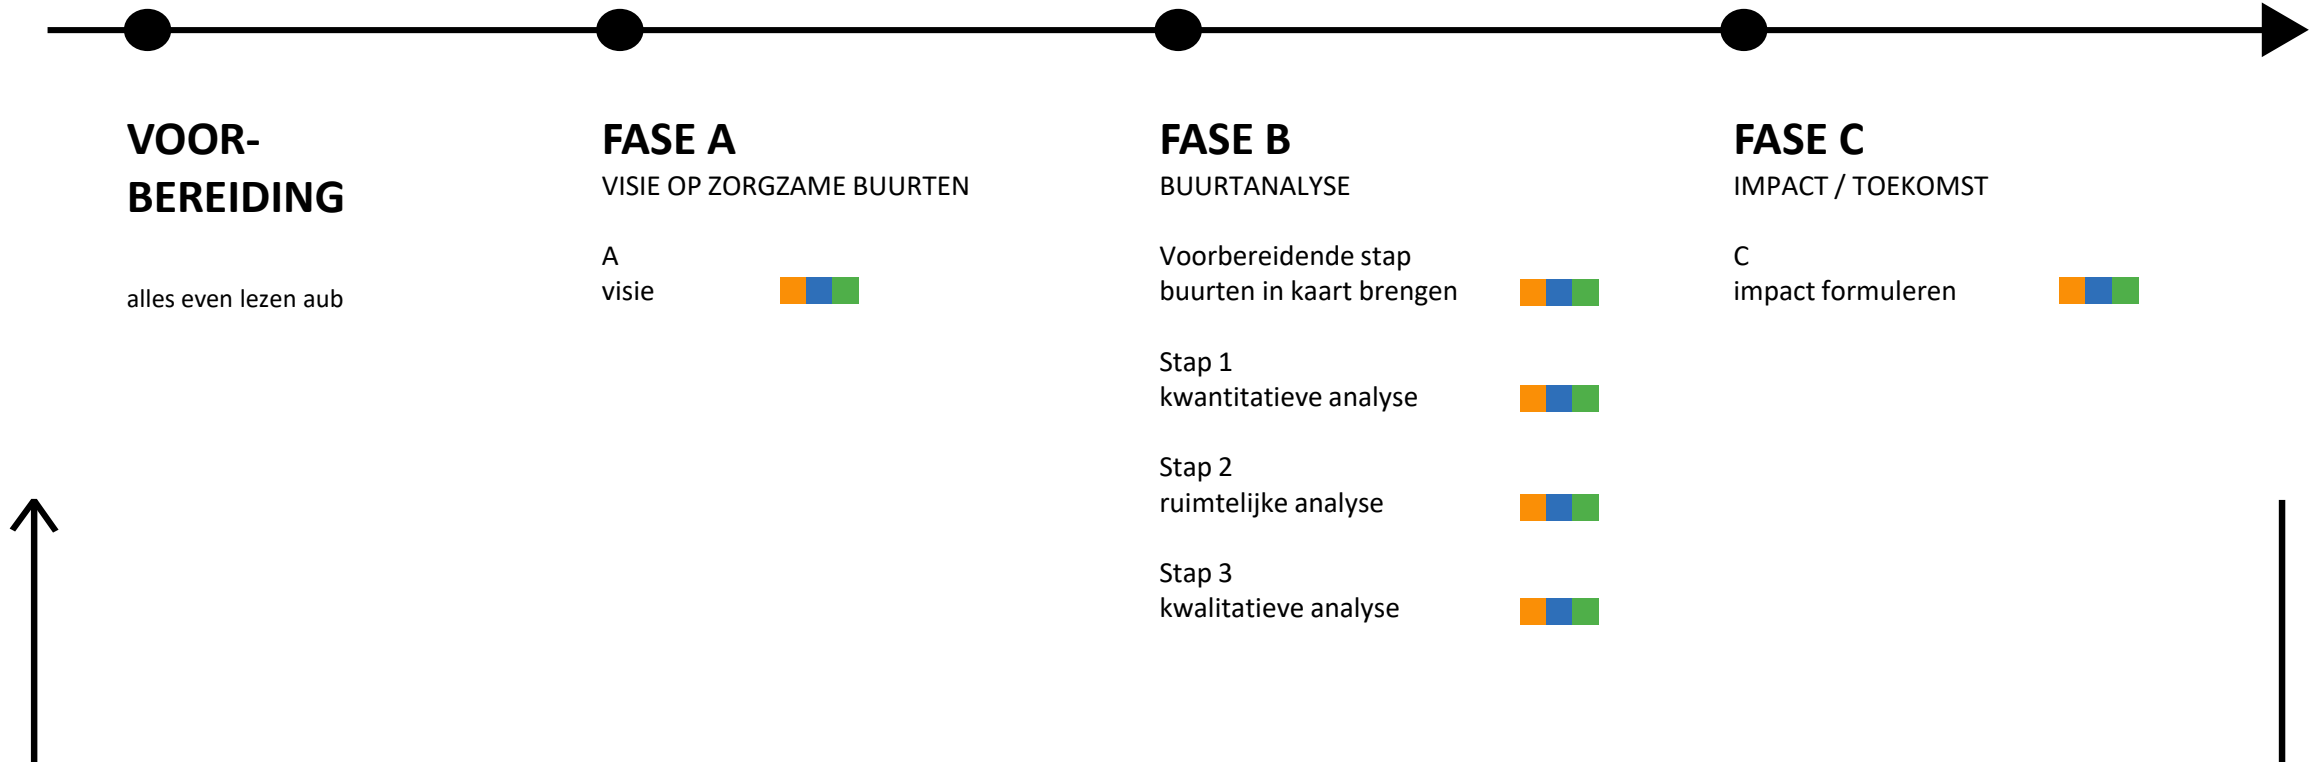 VOOR-
BEREIDING
alles even lezen aub
FASE A
VISIE OP ZORGZAME BUURTEN
A
visie
FASE B
BUURTANALYSE
Voorbereidende stap
buurten in kaart brengen
Stap 1
kwantitatieve analyse
Stap 2
ruimtelijke analyse
Stap 3
kwalitatieve analyse
FASE C
IMPACT / TOEKOMST
C
impact formuleren